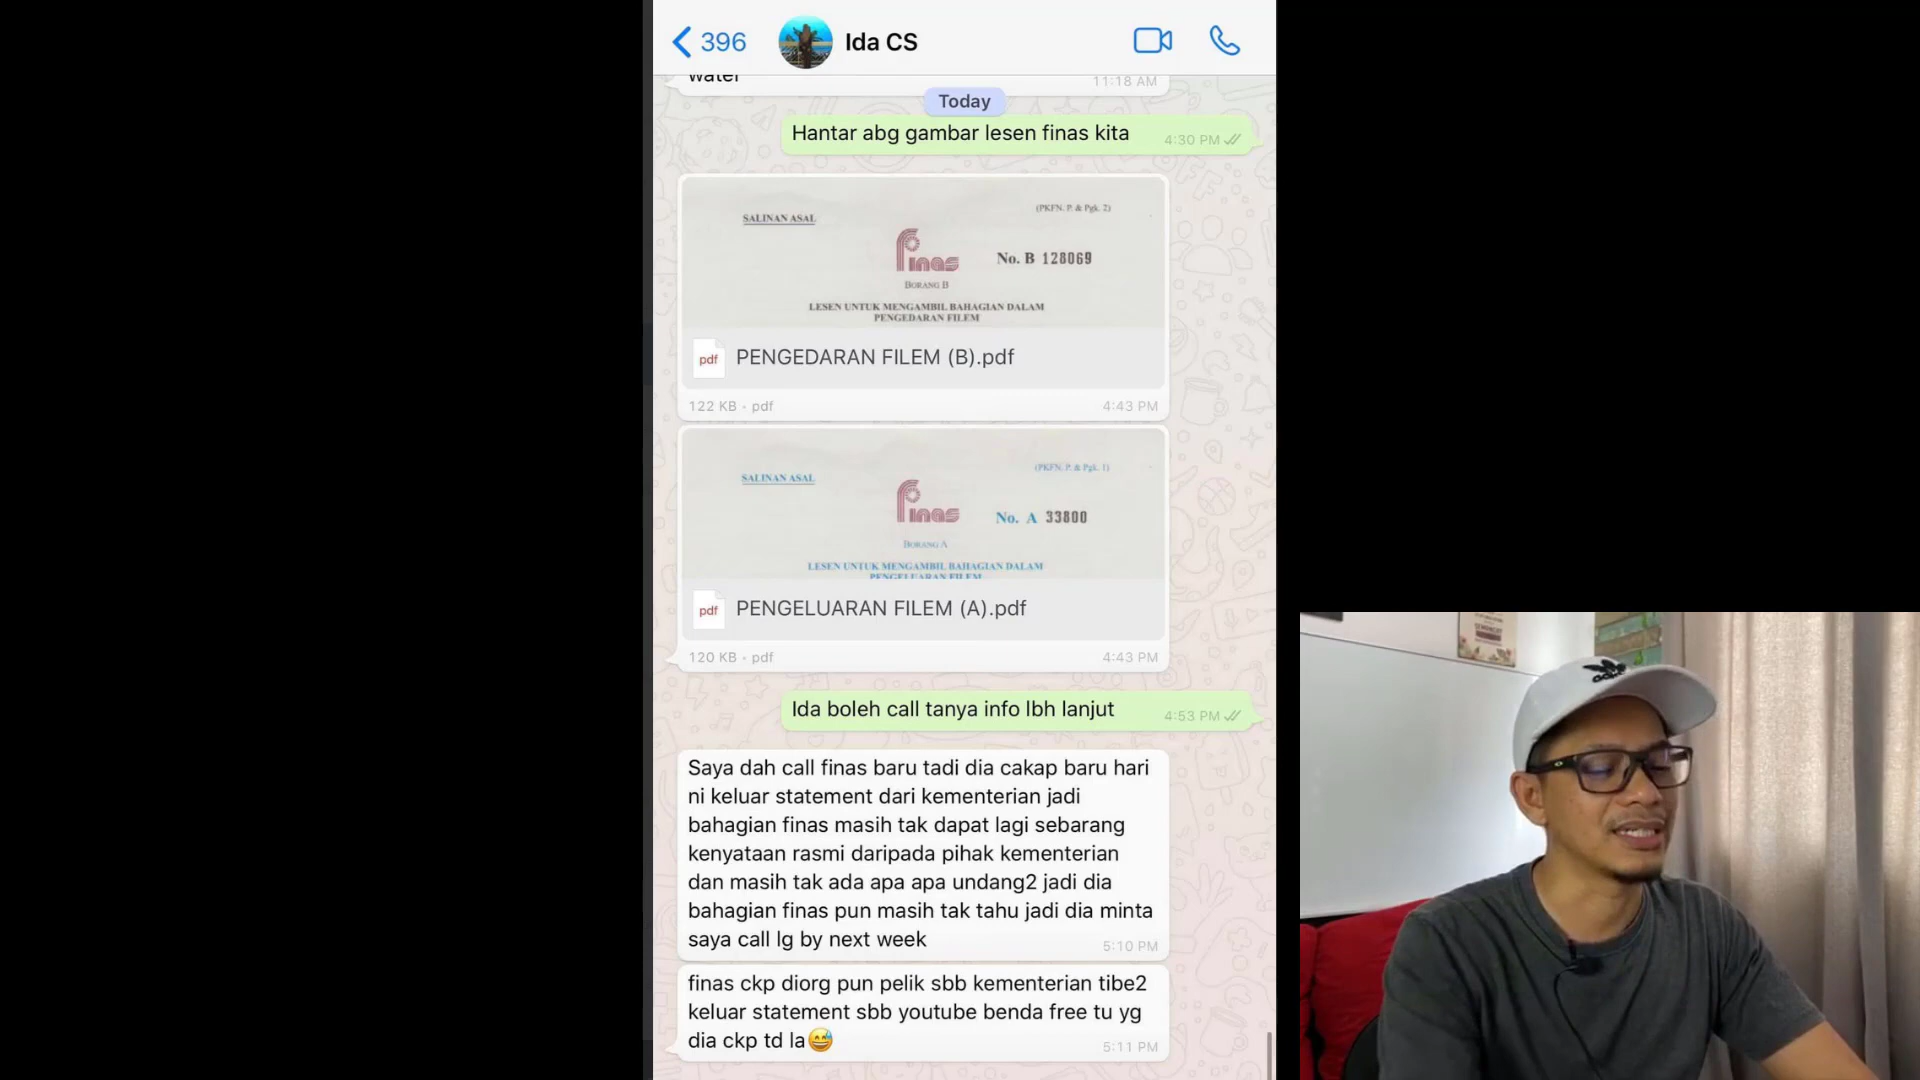 396
Ida CS
water
11:18 AM
Today
Hantar abg gambar lesen finas kita
4:30 PM
SALINAN ASAL
(PKFN. P. & Pgk. 2)
Finas
No. B 128069
BORANG B
LESEN UNTUK MENGAMBIL BAHAGIAN DALAM
PENGEDARAN FILEM
pdf
PENGEDARAN FILEM (B).pdf
122 KB • pdf
4:43 PM
SALINAN ASAL
(PKFN. P. & Pgk. 1)
Finas
No. A 33800
BORANG A
LESEN UNTUK MENGAMBIL BAHAGIAN DALAM
PENGELUARAN FILEM
pdf
PENGELUARAN FILEM (A).pdf
120 KB • pdf
4:43 PM
Ida boleh call tanya info lbh lanjut
4:53 PM
Saya dah call finas baru tadi dia cakap baru hari
ni keluar statement dari kementerian jadi
bahagian finas masih tak dapat lagi sebarang
kenyataan rasmi daripada pihak kementerian
dan masih tak ada apa apa undang2 jadi dia
bahagian finas pun masih tak tahu jadi dia minta
saya call lg by next week
5:10 PM
finas ckp diorg pun pelik sbb kementerian tibe2
keluar statement sbb youtube benda free tu yg
dia ckp td la😅
5:11 PM